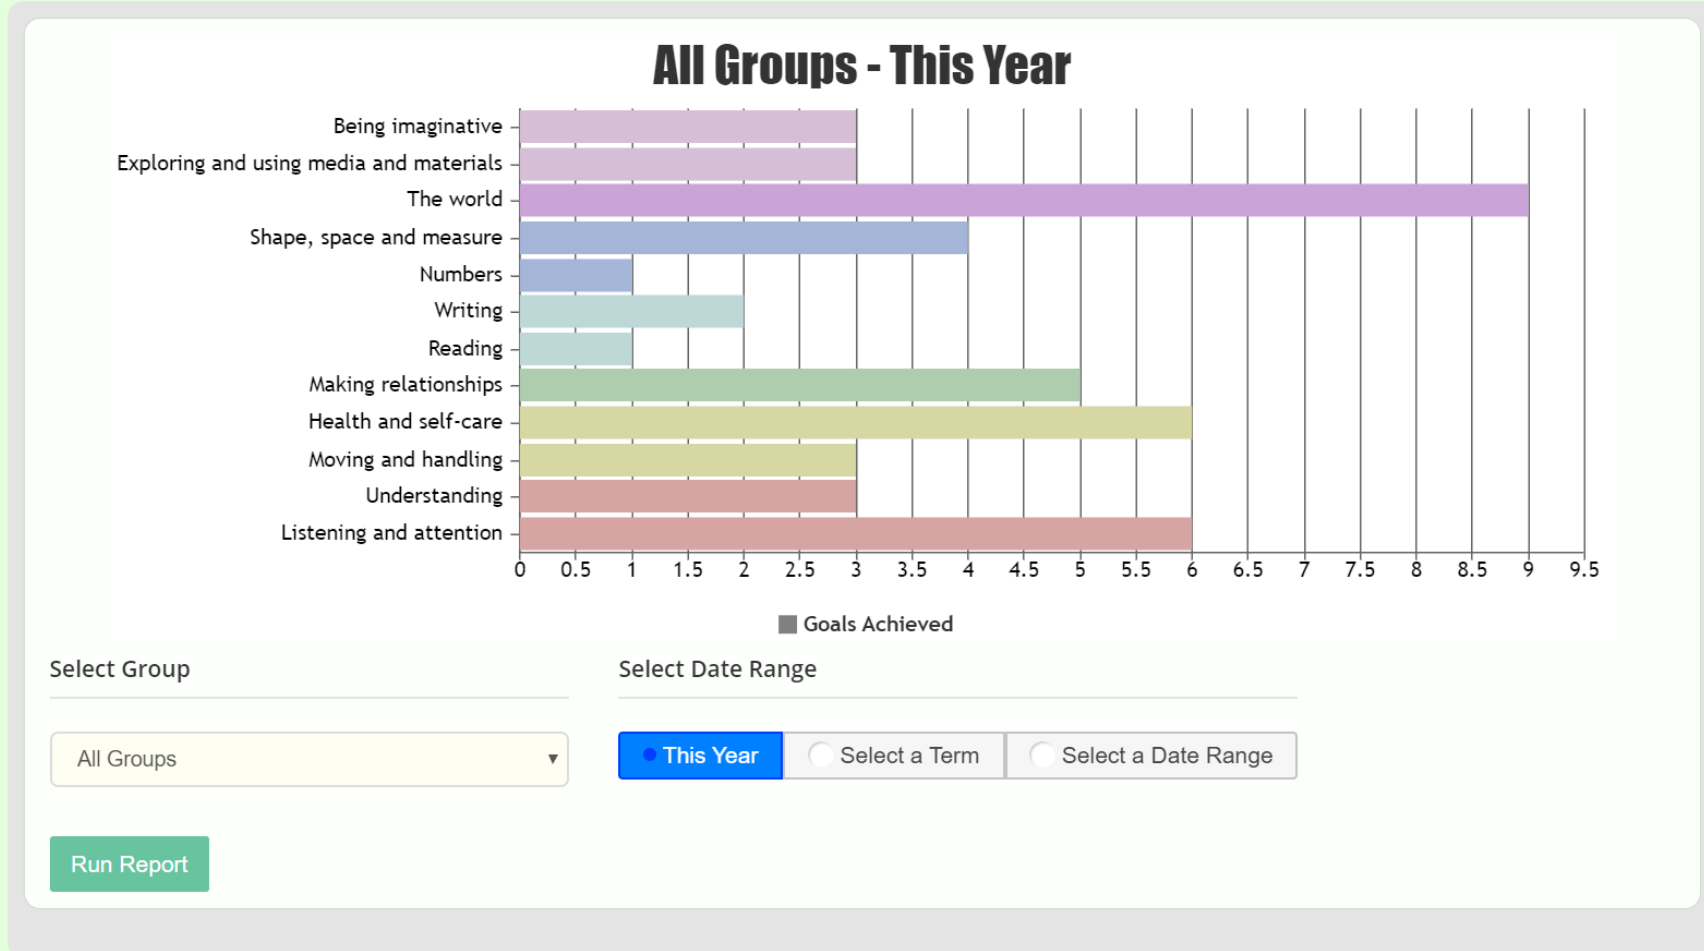 All Groups - This Year
Being imaginative
Exploring and using media and materials
The world
Shape, space and measure
Numbers
Writing
Reading
Making relationships
Health and self-care
Moving and handling
Understanding
Listening and attention
0 0.5 1 1.5 2 2.5 3 3.5 4 4.5 5 5.5 6 6.5 7 7.5 8 8.5 9 9.5
Goals Achieved
Select Group
Select Date Range
All Groups
This Year Select a Term Select a Date Range
Run Report